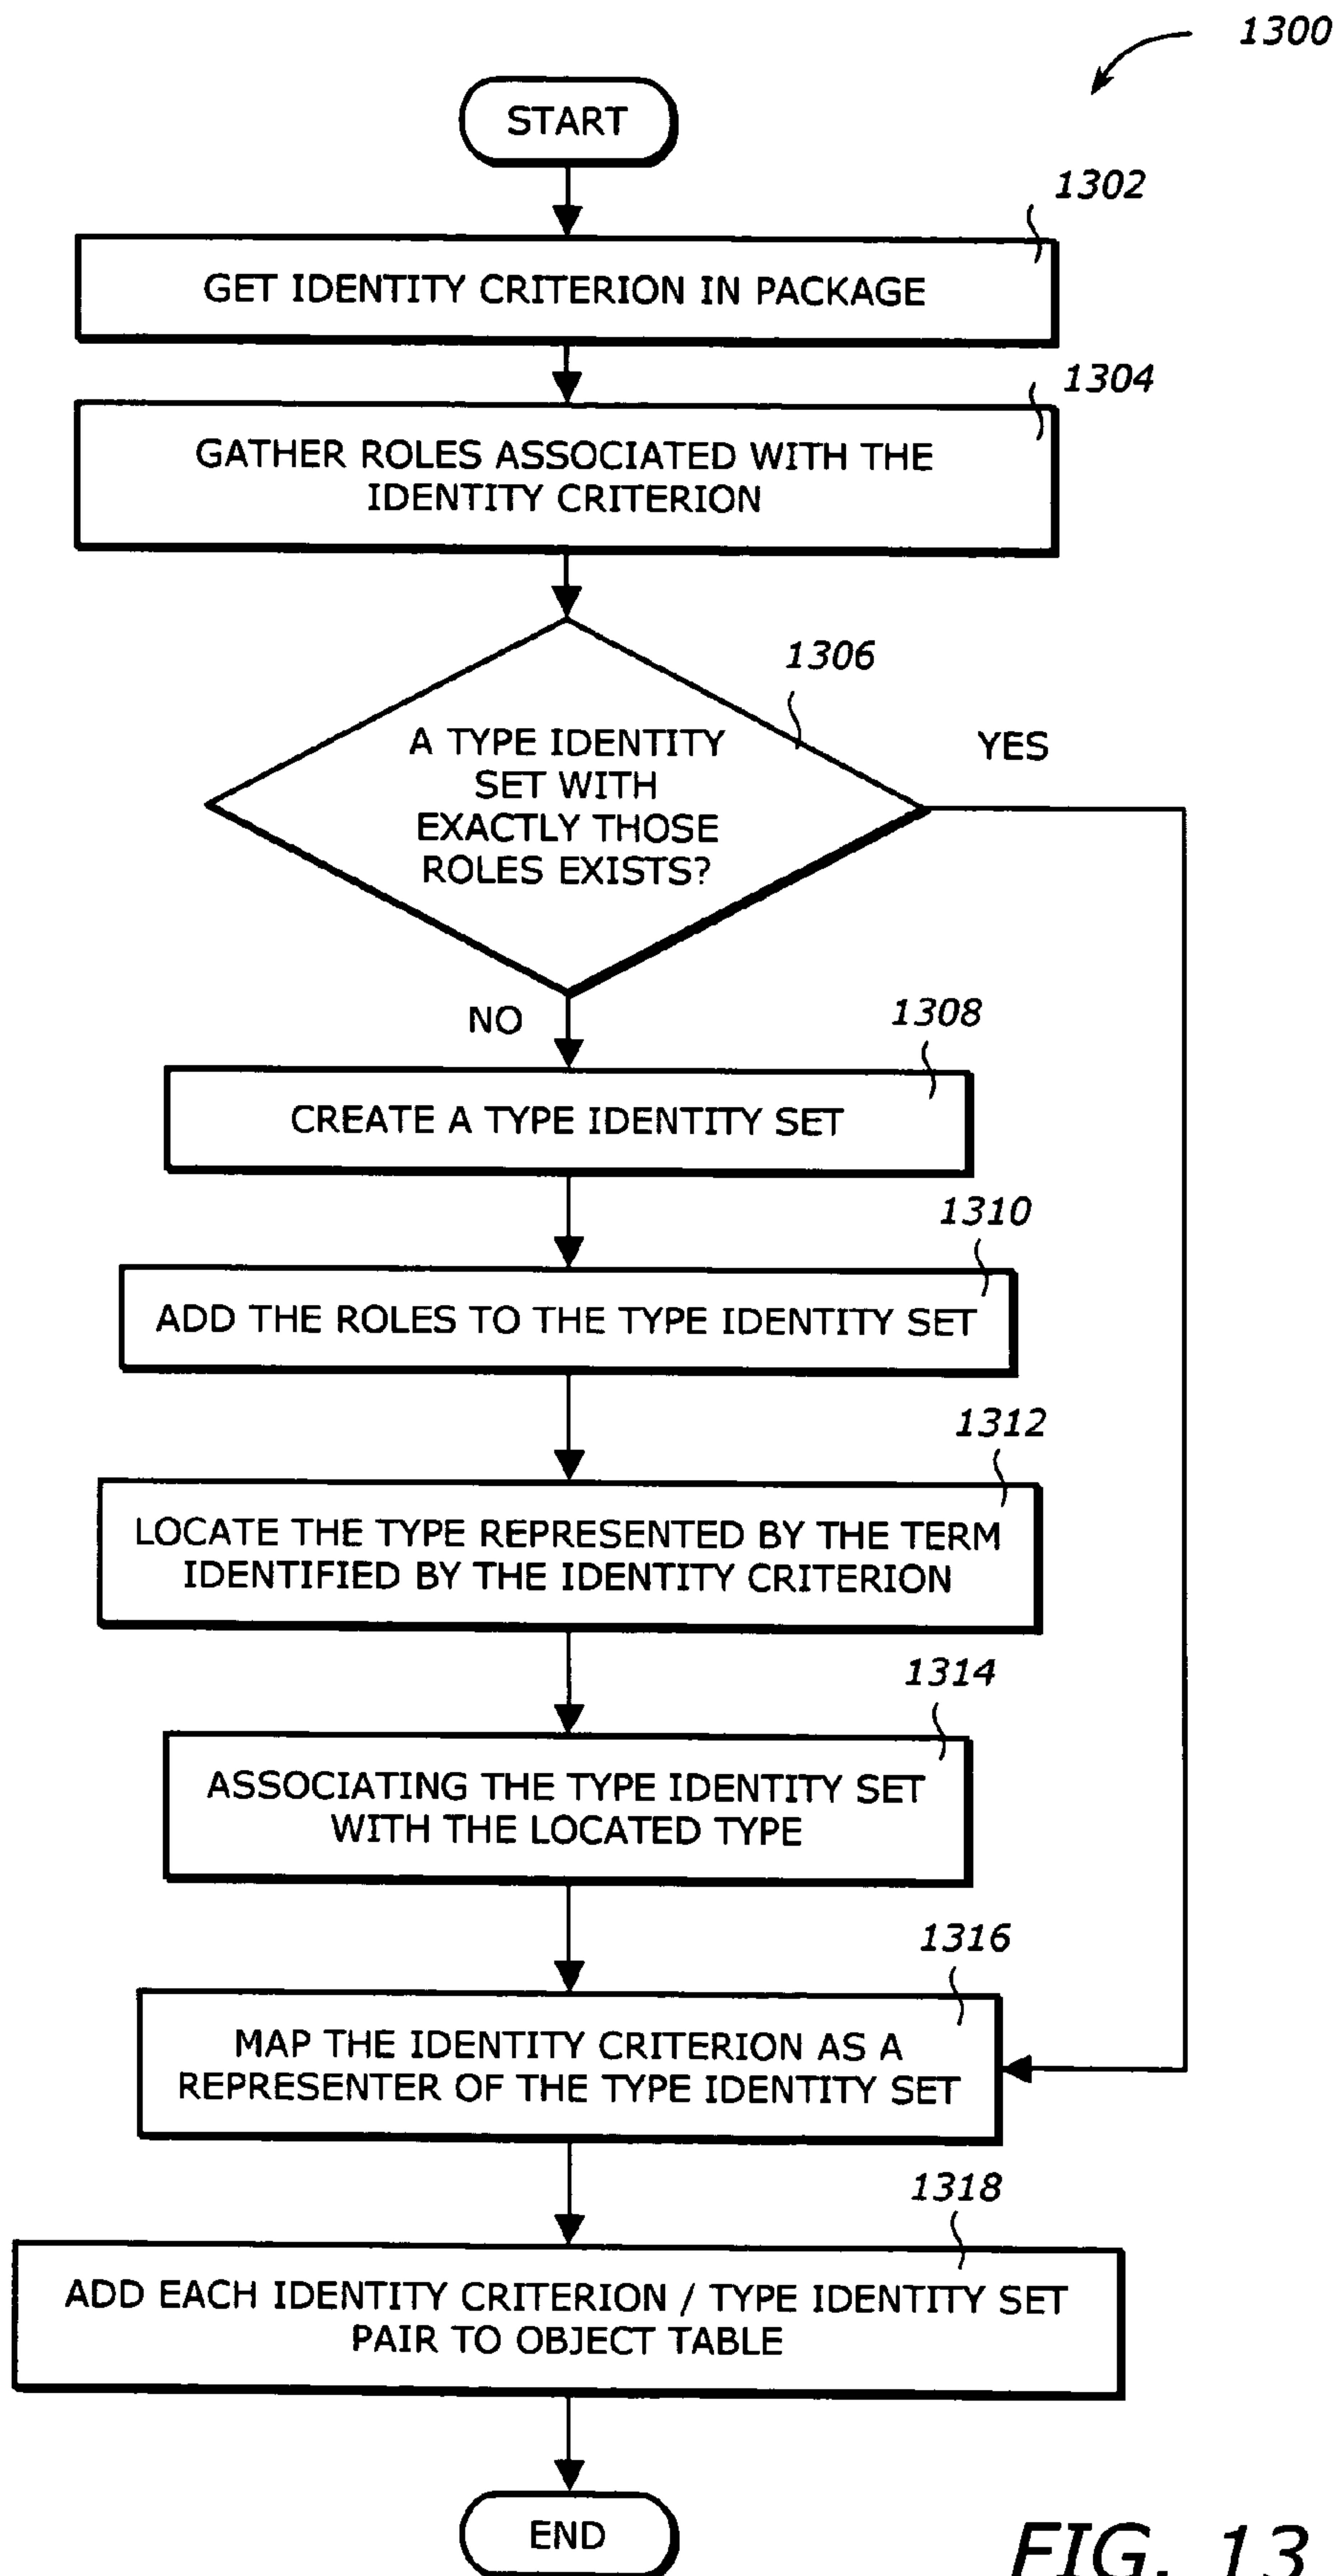 1300
START
1302
GET IDENTITY CRITERION IN PACKAGE
1304
GATHER ROLES ASSOCIATED WITH THE
IDENTITY CRITERION
1306
A TYPE IDENTITY
SET WITH
EXACTLY THOSE
ROLES EXISTS?
YES
NO
1308
CREATE A TYPE IDENTITY SET
1310
ADD THE ROLES TO THE TYPE IDENTITY SET
1312
LOCATE THE TYPE REPRESENTED BY THE TERM
IDENTIFIED BY THE IDENTITY CRITERION
1314
ASSOCIATING THE TYPE IDENTITY SET
WITH THE LOCATED TYPE
1316
MAP THE IDENTITY CRITERION AS A
REPRESENTER OF THE TYPE IDENTITY SET
1318
ADD EACH IDENTITY CRITERION / TYPE IDENTITY SET
PAIR TO OBJECT TABLE
END
FIG. 13